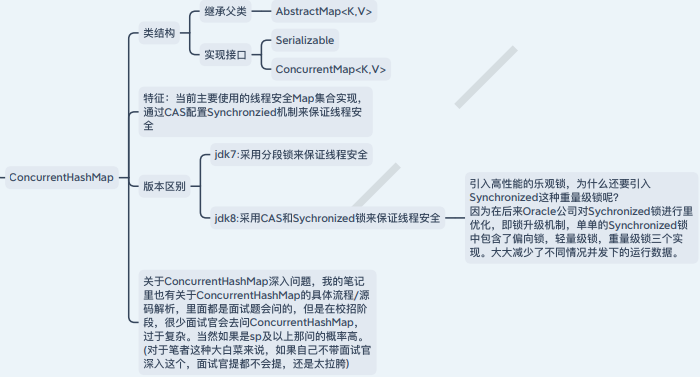 ConcurrentHashMap
类结构
继承父类
AbstractMap<K,V>
实现接口
Serializable
ConcurrentMap<K,V>
特征：当前主要使用的线程安全Map集合实现，
通过CAS配置Synchronzied机制来保证线程安
全
版本区别
jdk7:采用分段锁来保证线程安全
jdk8:采用CAS和Sychronized锁来保证线程安全
引入高性能的乐观锁，为什么还要引入
Synchronized这种重量级锁呢？
因为在后来Oracle公司对Sychronized锁进行里
优化，即锁升级机制，单单的Synchronized锁
中包含了偏向锁，轻量级锁，重量级锁三个实
现。大大减少了不同情况并发下的运行数据。
关于ConcurrentHashMap深入问题，我的笔记
里也有关于ConcurrentHashMap的具体流程/源
码解析，里面都是面试题会问的，但是在校招阶
段，很少面试官会去问ConcurrentHashMap，
过于复杂。当然如果是sp及以上那问的概率高。
(对于笔者这种大白菜来说，如果自己不带面试官
深入这个，面试官提都不会提，还是太拉胯)